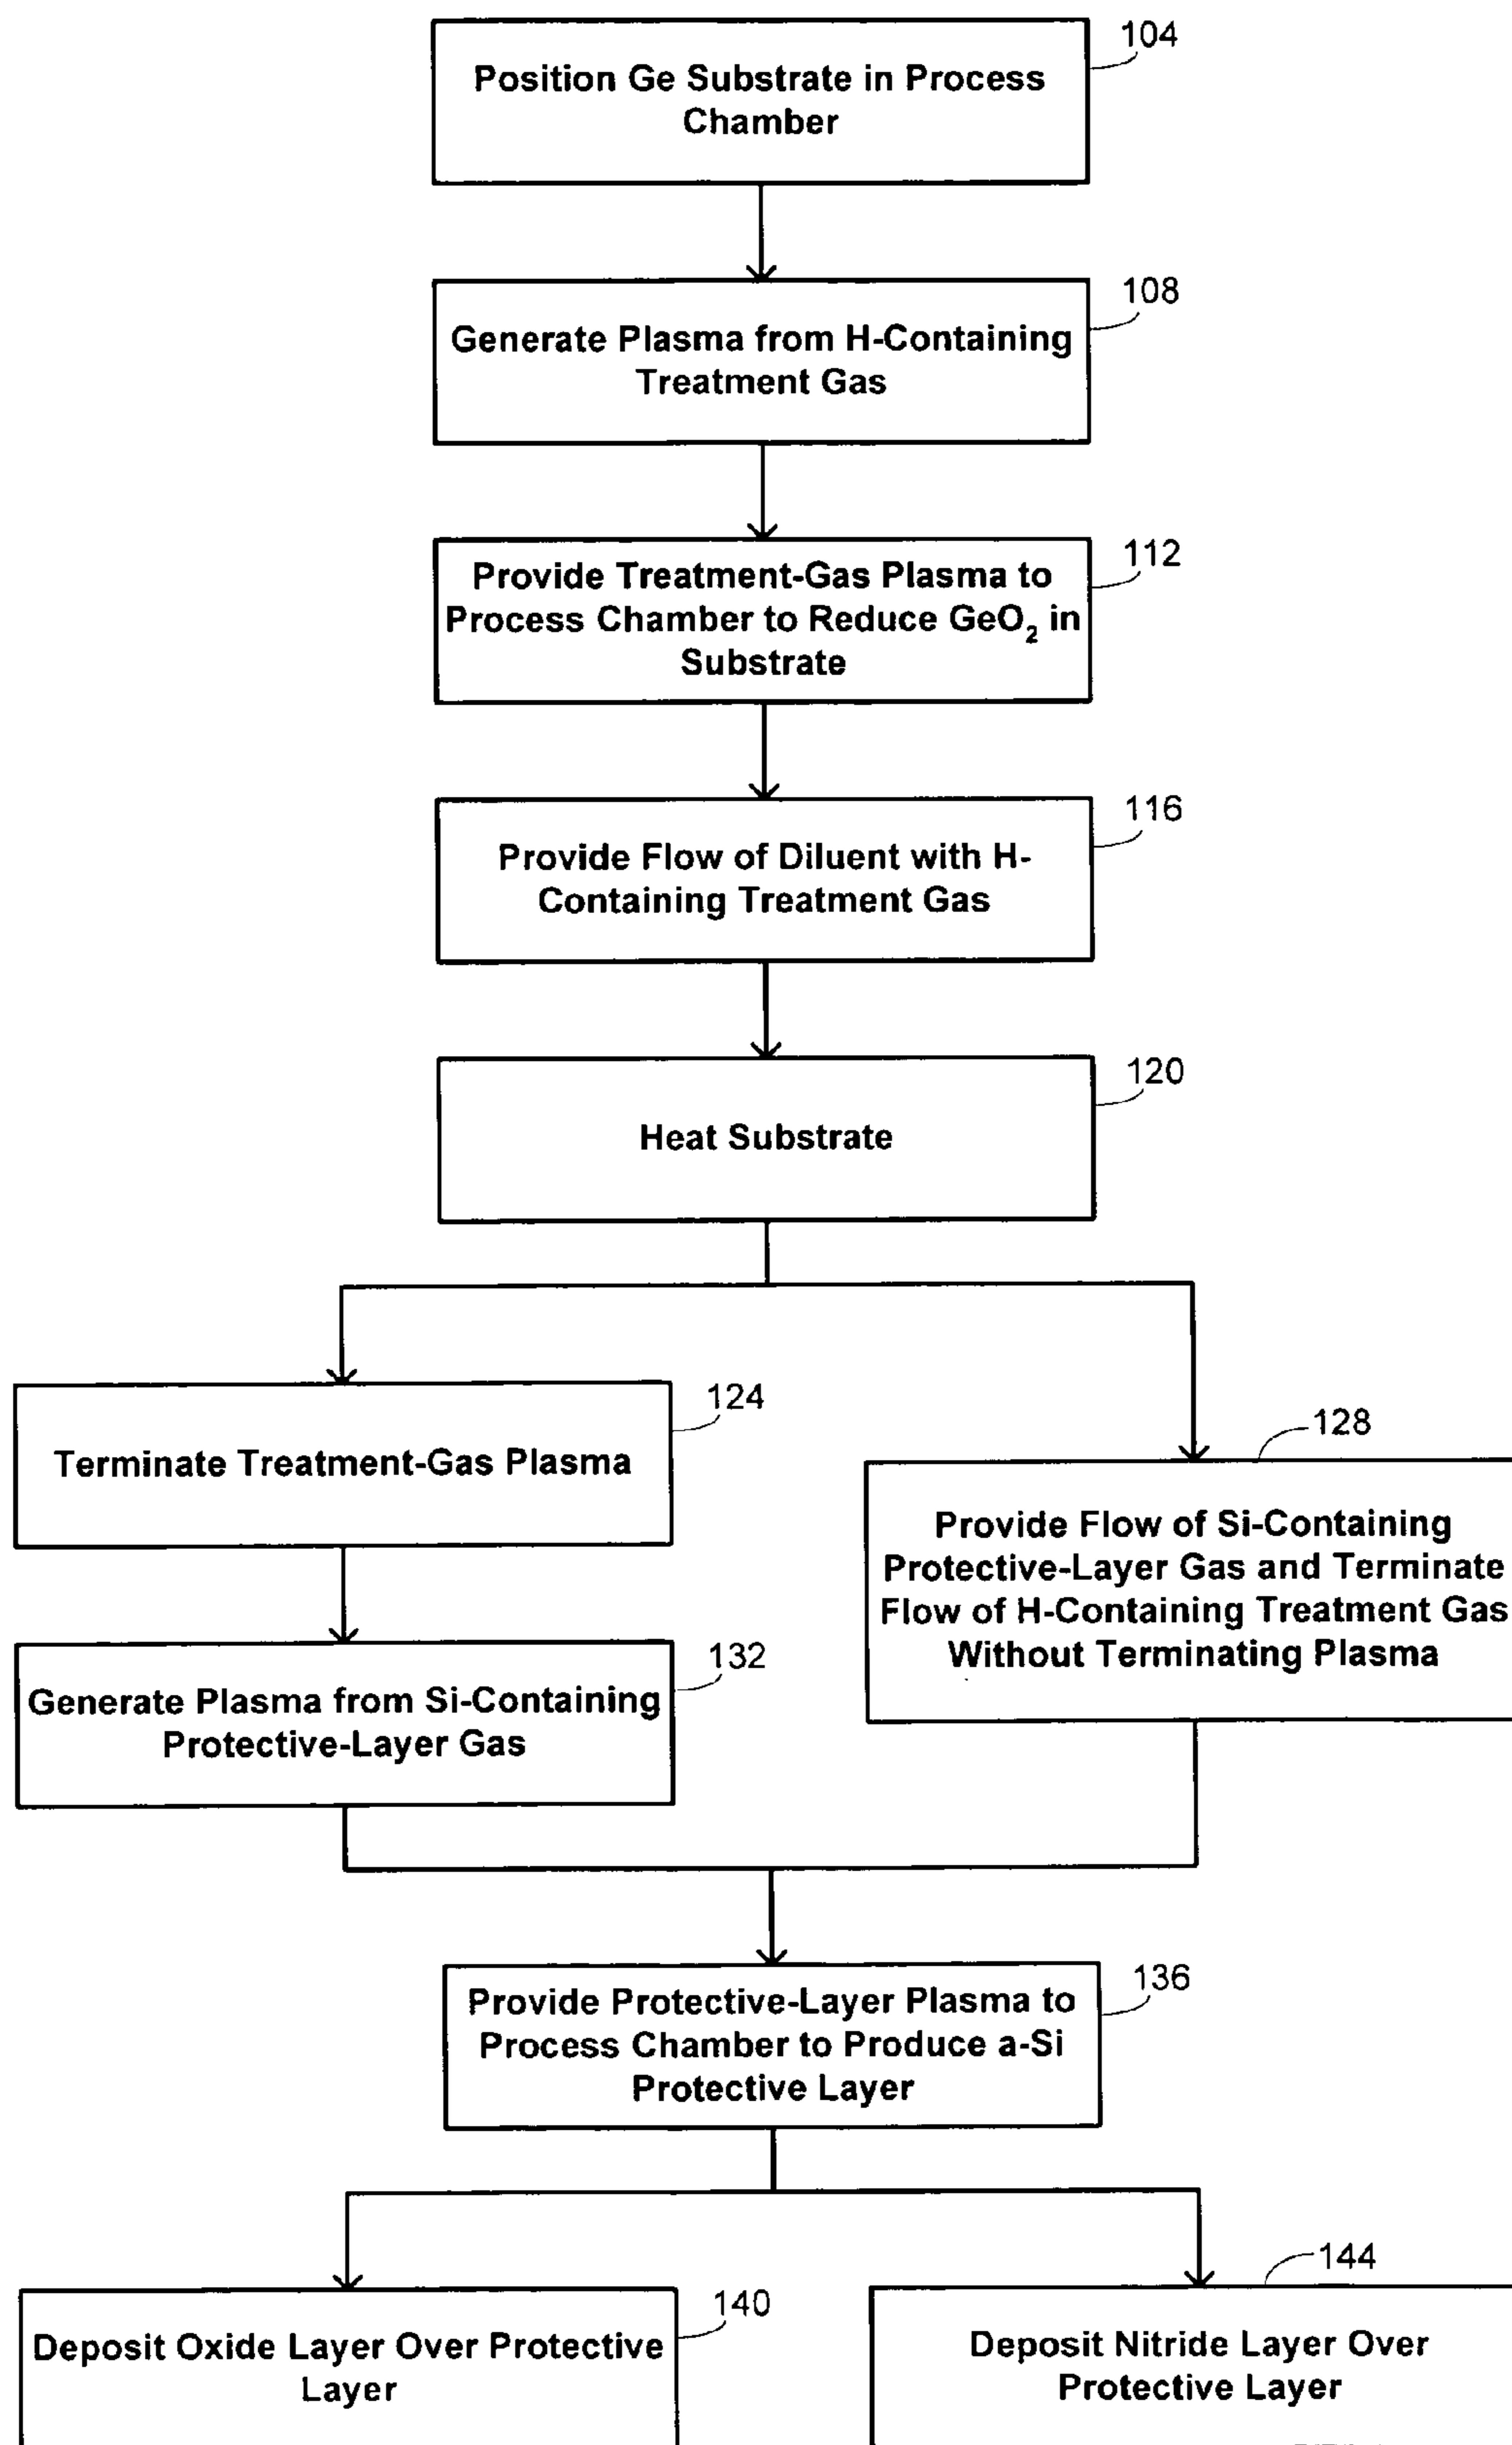 104
Position Ge Substrate in Process
Chamber
108
Generate Plasma from H-Containing
Treatment Gas
112
Provide Treatment-Gas Plasma to
Process Chamber to Reduce GeO₂ in
Substrate
116
Provide Flow of Diluent with H-
Containing Treatment Gas
120
Heat Substrate
124
Terminate Treatment-Gas Plasma
128
Provide Flow of Si-Containing
Protective-Layer Gas and Terminate
Flow of H-Containing Treatment Gas
Without Terminating Plasma
132
Generate Plasma from Si-Containing
Protective-Layer Gas
136
Provide Protective-Layer Plasma to
Process Chamber to Produce a-Si
Protective Layer
140
Deposit Oxide Layer Over Protective
Layer
144
Deposit Nitride Layer Over
Protective Layer